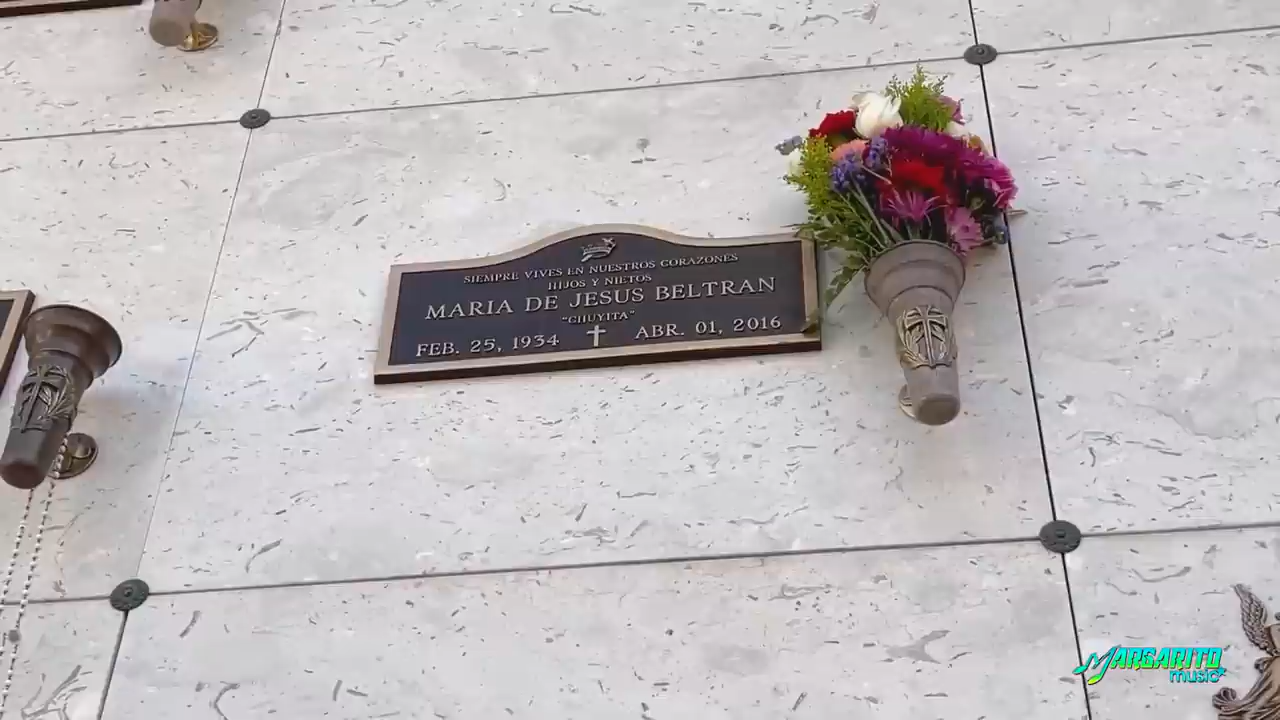 SIEMPRE VIVES EN NUESTROS CORAZONES
HIJOS Y NIETOS
MARIA DE JESUS BELTRAN
"CHUYITA"
FEB. 25, 1934 ABR. 01, 2016
MARGARITO
music